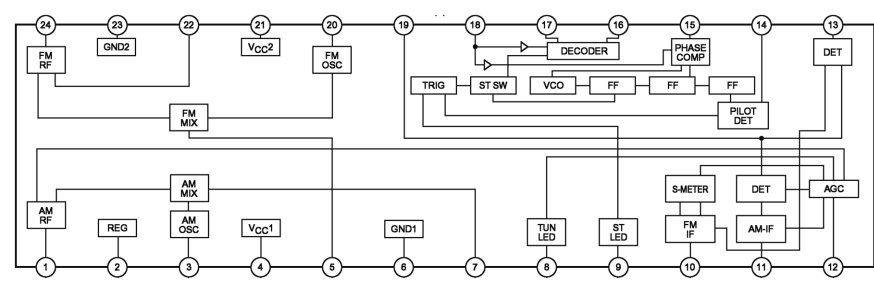 24 23 22 21 20 19 18 17 16 15 14 13
FM RF
GND2
VCC2
FM OSC
DECODER
PHASE COMP
DET
TRIG
ST SW
VCO
FF
FF
FF
FM MIX
PILOT DET
AM MIX
S-METER
DET
AGC
AM RF
REG
AM OSC
VCC1
GND1
TUN LED
ST LED
FM IF
AM-IF
1 2 3 4 5 6 7 8 9 10 11 12